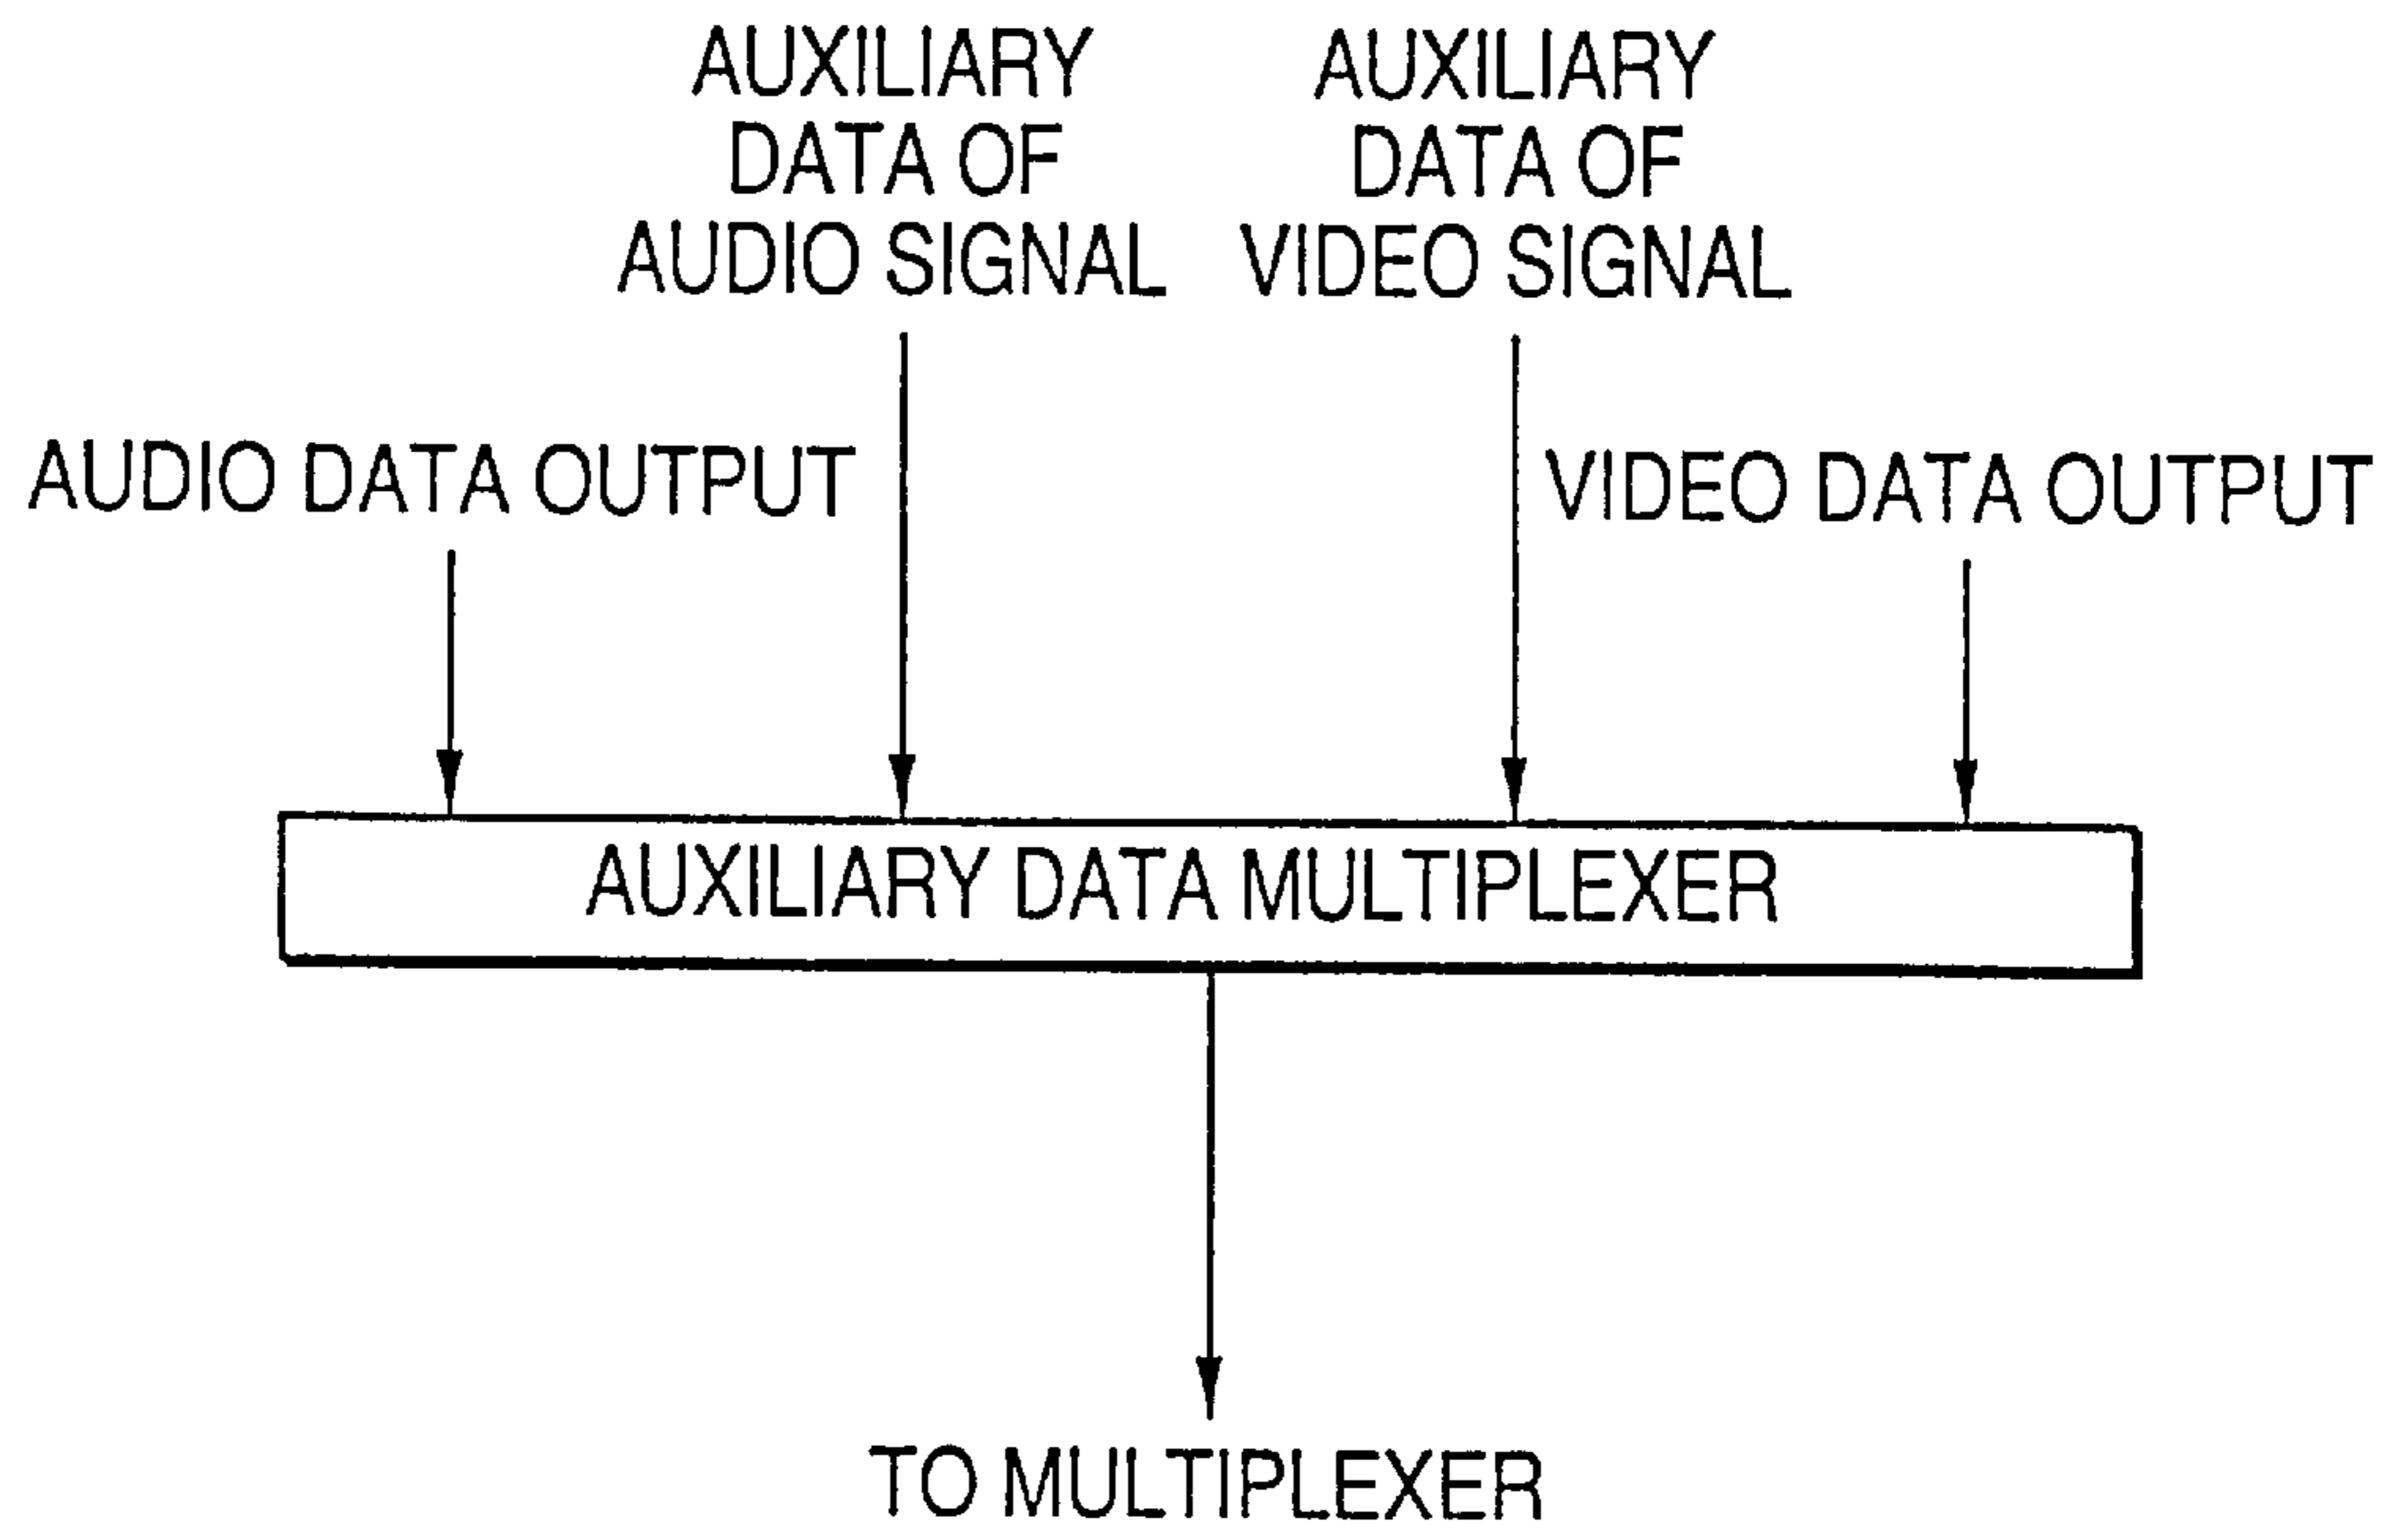 AUXILIARY
DATA OF
AUDIO SIGNAL
AUXILIARY
DATA OF
VIDEO SIGNAL
AUDIO DATA OUTPUT
VIDEO DATA OUTPUT
AUXILIARY DATA MULTIPLEXER
TO MULTIPLEXER